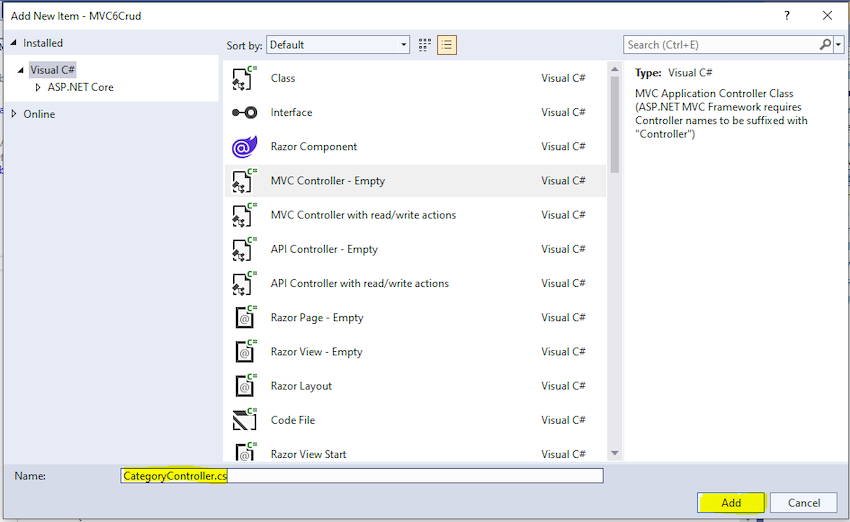 Add New Item - MVC6Crud
? 
Installed
Sort by: Default
Search (Ctrl+E)
Visual C#
ASP.NET Core
Online
C# Class Visual C#
Interface Visual C#
@ Razor Component Visual C#
C# MVC Controller - Empty Visual C#
C# MVC Controller with read/write actions Visual C#
C# API Controller - Empty Visual C#
C# API Controller with read/write actions Visual C#
C# @ Razor Page - Empty Visual C#
C# @ Razor View - Empty Visual C#
C# @ Razor Layout Visual C#
C# Code File Visual C#
C# @ Razor View Start Visual C#
Type: Visual C#
MVC Application Controller Class
(ASP.NET MVC Framework requires
Controller names to be suffixed with
"Controller")
Name: CategoryController.cs
Add Cancel